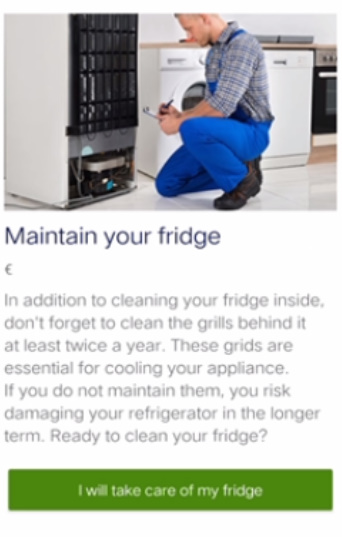 Maintain your fridge
€
In addition to cleaning your fridge inside,
don't forget to clean the grills behind it
at least twice a year. These grids are
essential for cooling your appliance.
If you do not maintain them, you risk
damaging your refrigerator in the longer
term. Ready to clean your fridge?
I will take care of my fridge